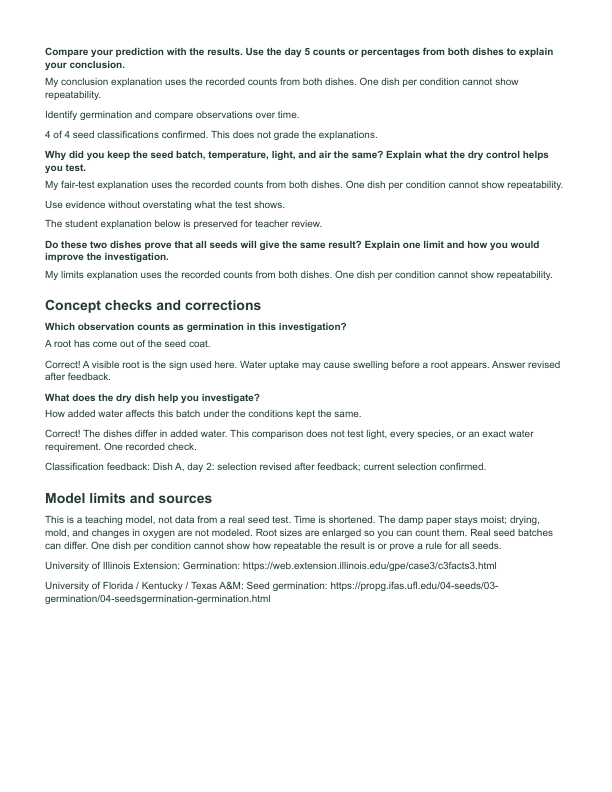 Compare your prediction with the results. Use the day 5 counts or percentages from both dishes to explain
your conclusion.
My conclusion explanation uses the recorded counts from both dishes. One dish per condition cannot show
repeatability.
Identify germination and compare observations over time.
4 of 4 seed classifications confirmed. This does not grade the explanations.
Why did you keep the seed batch, temperature, light, and air the same? Explain what the dry control helps
you test.
My fair-test explanation uses the recorded counts from both dishes. One dish per condition cannot show repeatability.
Use evidence without overstating what the test shows.
The student explanation below is preserved for teacher review.
Do these two dishes prove that all seeds will give the same result? Explain one limit and how you would
improve the investigation.
My limits explanation uses the recorded counts from both dishes. One dish per condition cannot show repeatability.
Concept checks and corrections
Which observation counts as germination in this investigation?
A root has come out of the seed coat.
Correct! A visible root is the sign used here. Water uptake may cause swelling before a root appears. Answer revised
after feedback.
What does the dry dish help you investigate?
How added water affects this batch under the conditions kept the same.
Correct! The dishes differ in added water. This comparison does not test light, every species, or an exact water
requirement. One recorded check.
Classification feedback: Dish A, day 2: selection revised after feedback; current selection confirmed.
Model limits and sources
This is a teaching model, not data from a real seed test. Time is shortened. The damp paper stays moist; drying,
mold, and changes in oxygen are not modeled. Root sizes are enlarged so you can count them. Real seed batches
can differ. One dish per condition cannot show how repeatable the result is or prove a rule for all seeds.
University of Illinois Extension: Germination: https://web.extension.illinois.edu/gpe/case3/c3facts3.html
University of Florida / Kentucky / Texas A&M: Seed germination: https://propg.ifas.ufl.edu/04-seeds/03-
germination/04-seedsgermination-germination.html